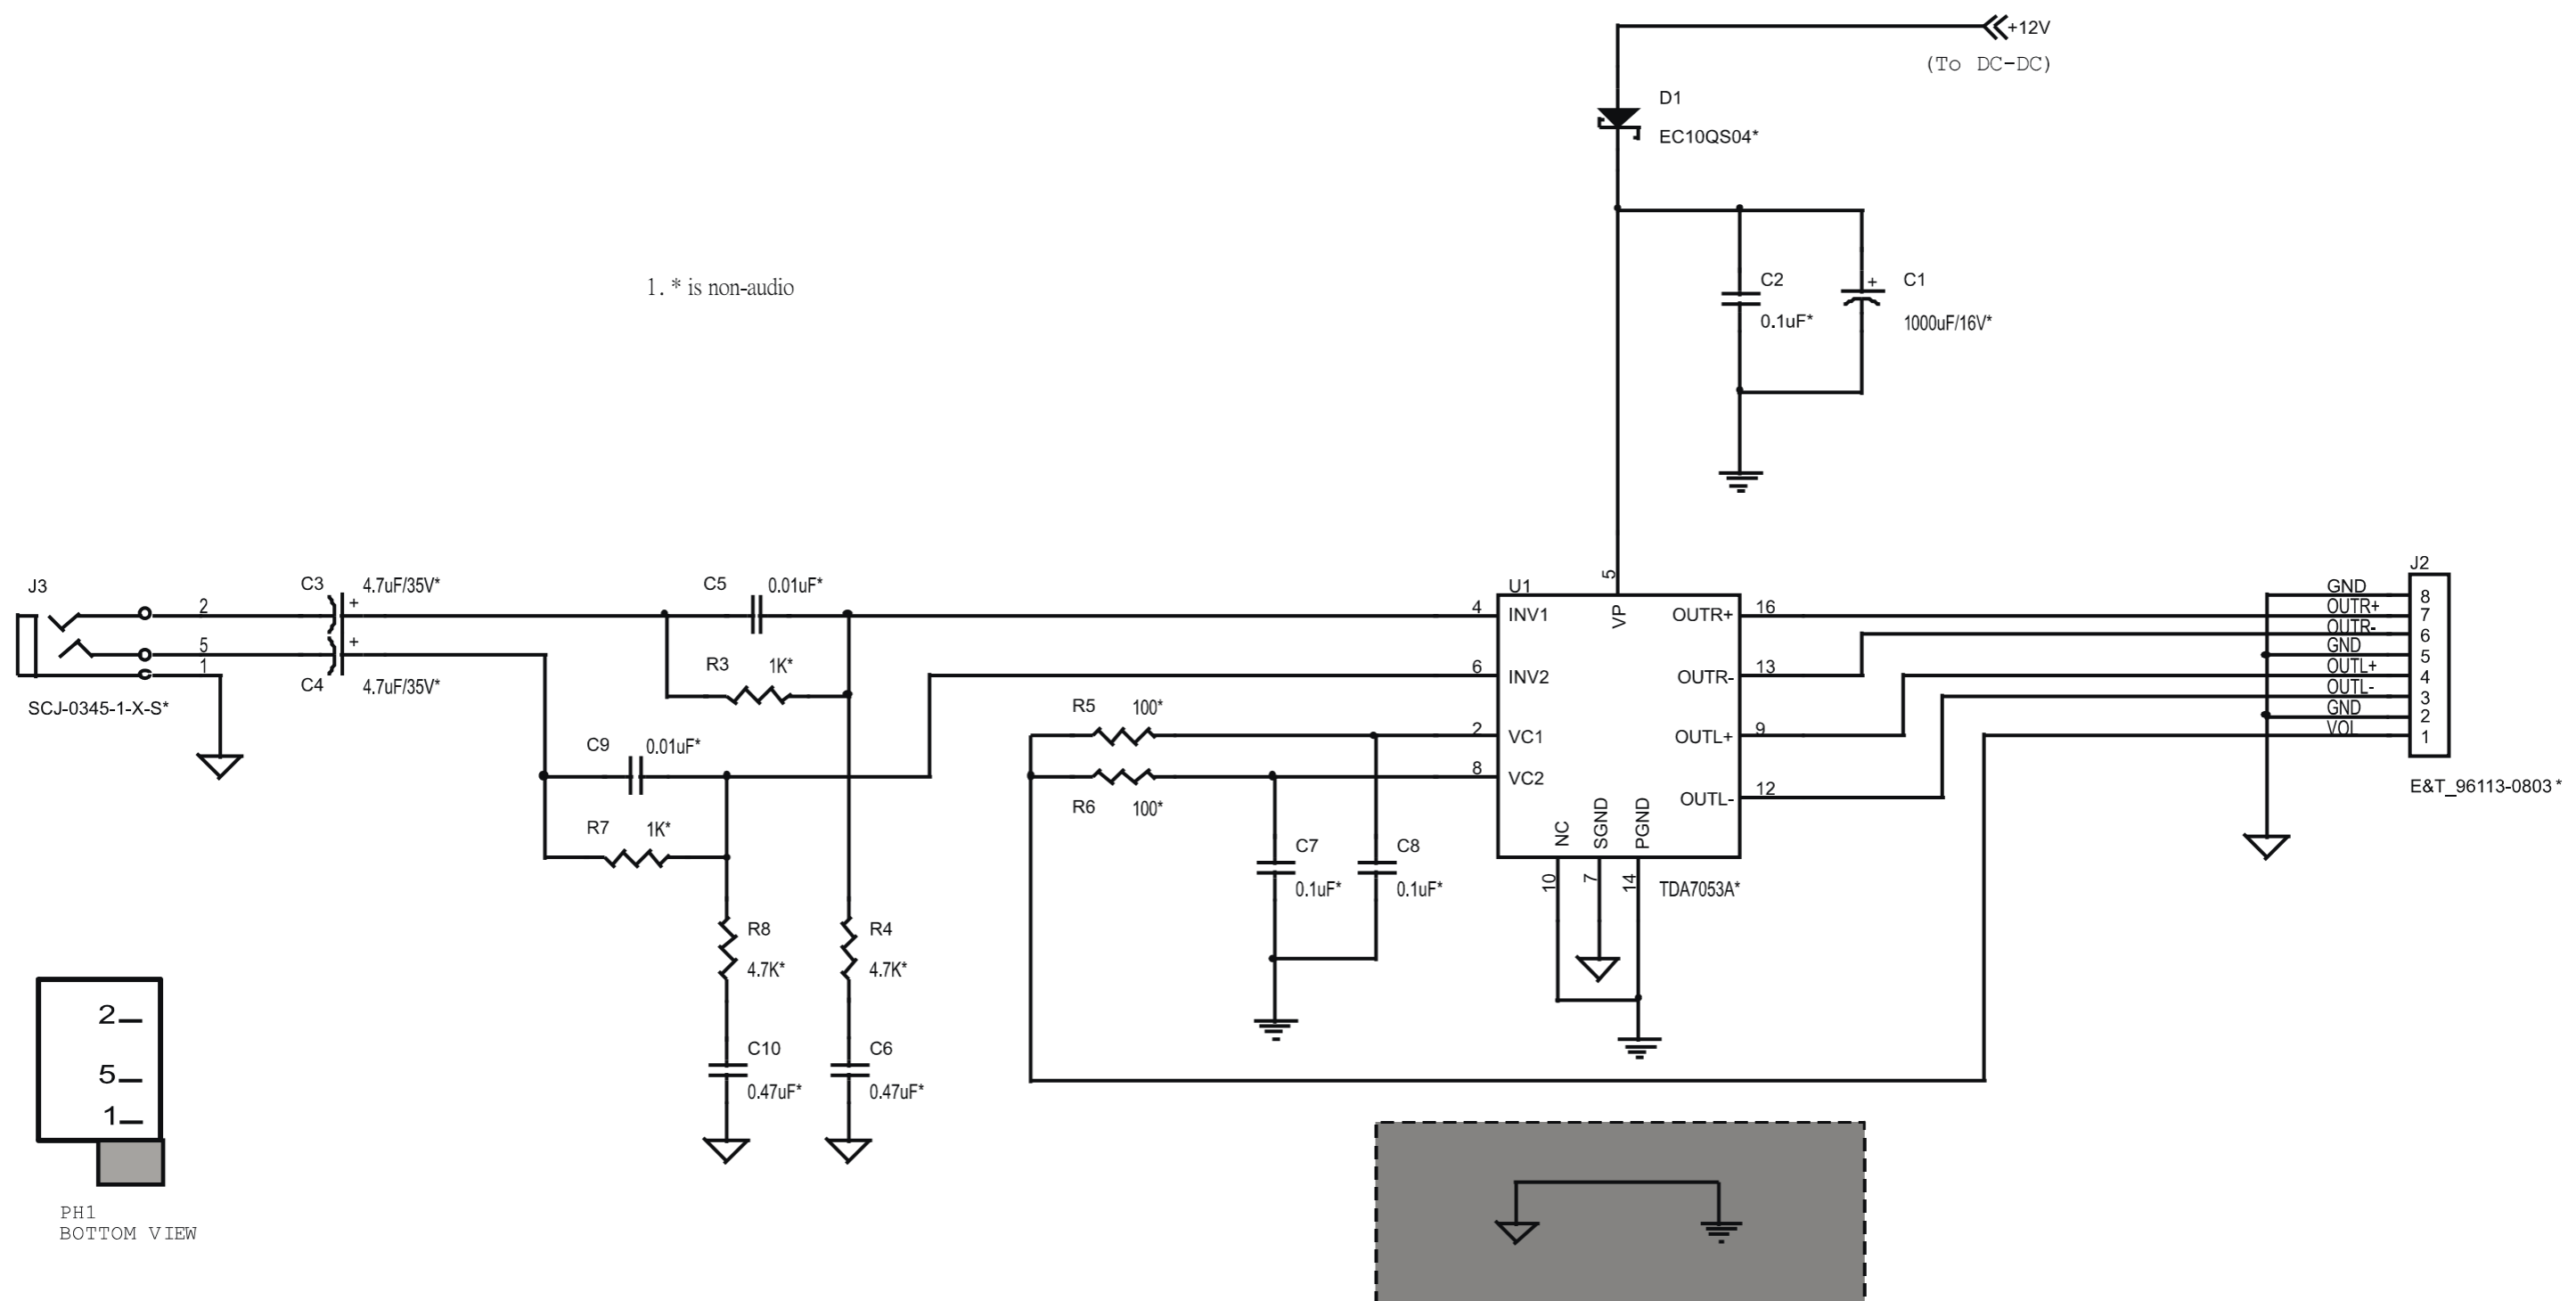 +12V
(To DC-DC)
D1
EC10QS04*
1. * is non-audio
C2
0.1uF*
+
C1
1000uF/16V*
J3
2
5
1
SCJ-0345-1-X-S*
C3
4.7uF/35V*
+
+
C4
4.7uF/35V*
C5
0.01uF*
R3
1K*
C9
0.01uF*
R7
1K*
R8
4.7K*
R4
4.7K*
C10
0.47uF*
C6
0.47uF*
R5
100*
R6
100*
C7
0.1uF*
C8
0.1uF*
U1
5
VP
4
INV1
6
INV2
2
VC1
8
VC2
OUTR+
16
OUTR-
13
OUTL+
9
OUTL-
12
NC
SGND
PGND
10
7
14
TDA7053A*
J2
GND
8
OUTR+
7
OUTR-
6
GND
5
OUTL+
4
OUTL-
3
GND
2
VOL
1
E&T_96113-0803*
2
5
1
PH1
BOTTOM VIEW